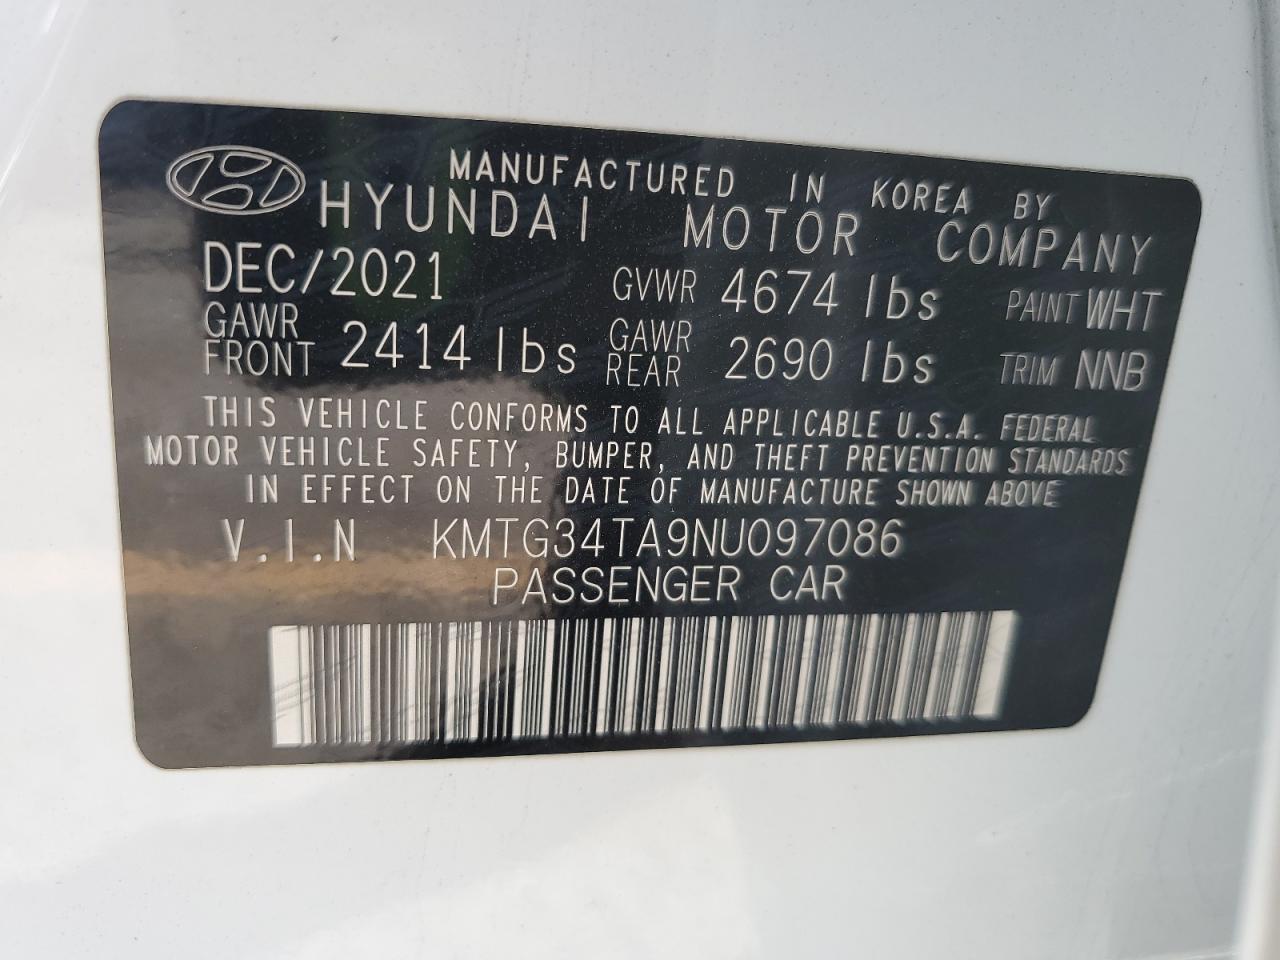 MANUFACTURED IN KOREA BY
HYUNDAI MOTOR COMPANY
DEC/2021 GVWR 4674 lbs PAINT WHT
GAWR FRONT 2414 lbs GAWR REAR 2690 lbs TRIM NNB
THIS VEHICLE CONFORMS TO ALL APPLICABLE U.S.A. FEDERAL
MOTOR VEHICLE SAFETY, BUMPER, AND THEFT PREVENTION STANDARDS
IN EFFECT ON THE DATE OF MANUFACTURE SHOWN ABOVE
V.I.N KMTG34TA9NU097086
PASSENGER CAR